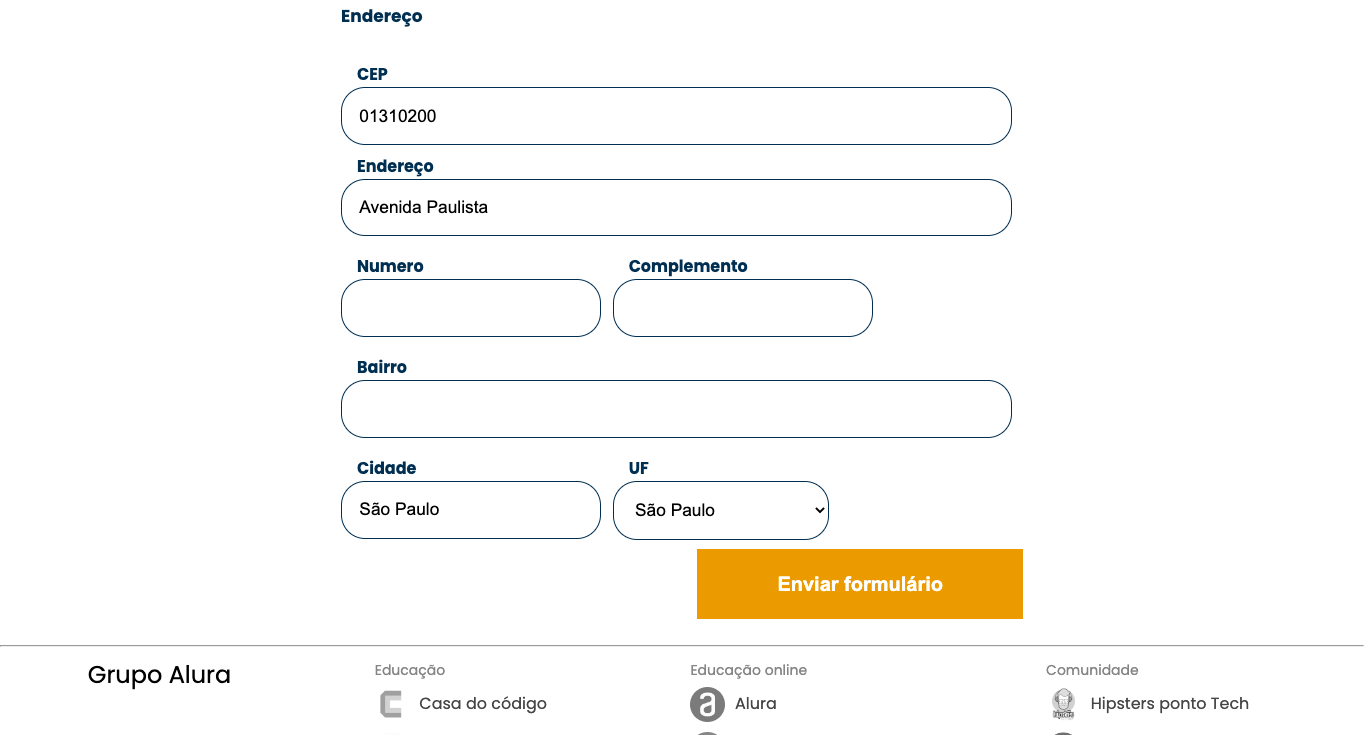 Endereço
CEP
01310200
Endereço
Avenida Paulista
Numero Complemento
Bairro
Cidade UF
São Paulo São Paulo
Enviar formulário
Grupo Alura
Educação Educação online Comunidade
Casa do código Alura Hipsters ponto Tech